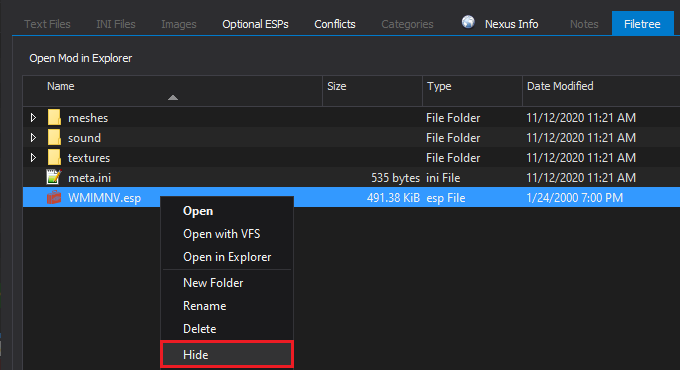 Text Files INI Files Images Optional ESPs Conflicts Categories Nexus Info Notes Filetree
Open Mod in Explorer
Name Size Type Date Modified
meshes File Folder 11/12/2020 11:21 AM
sound File Folder 11/12/2020 11:21 AM
textures File Folder 11/12/2020 11:21 AM
meta.ini 535 bytes ini File 11/12/2020 11:21 AM
WMIMNV.esp 491.38 KiB esp File 1/24/2000 7:00 PM
Open
Open with VFS
Open in Explorer
New Folder
Rename
Delete
Hide